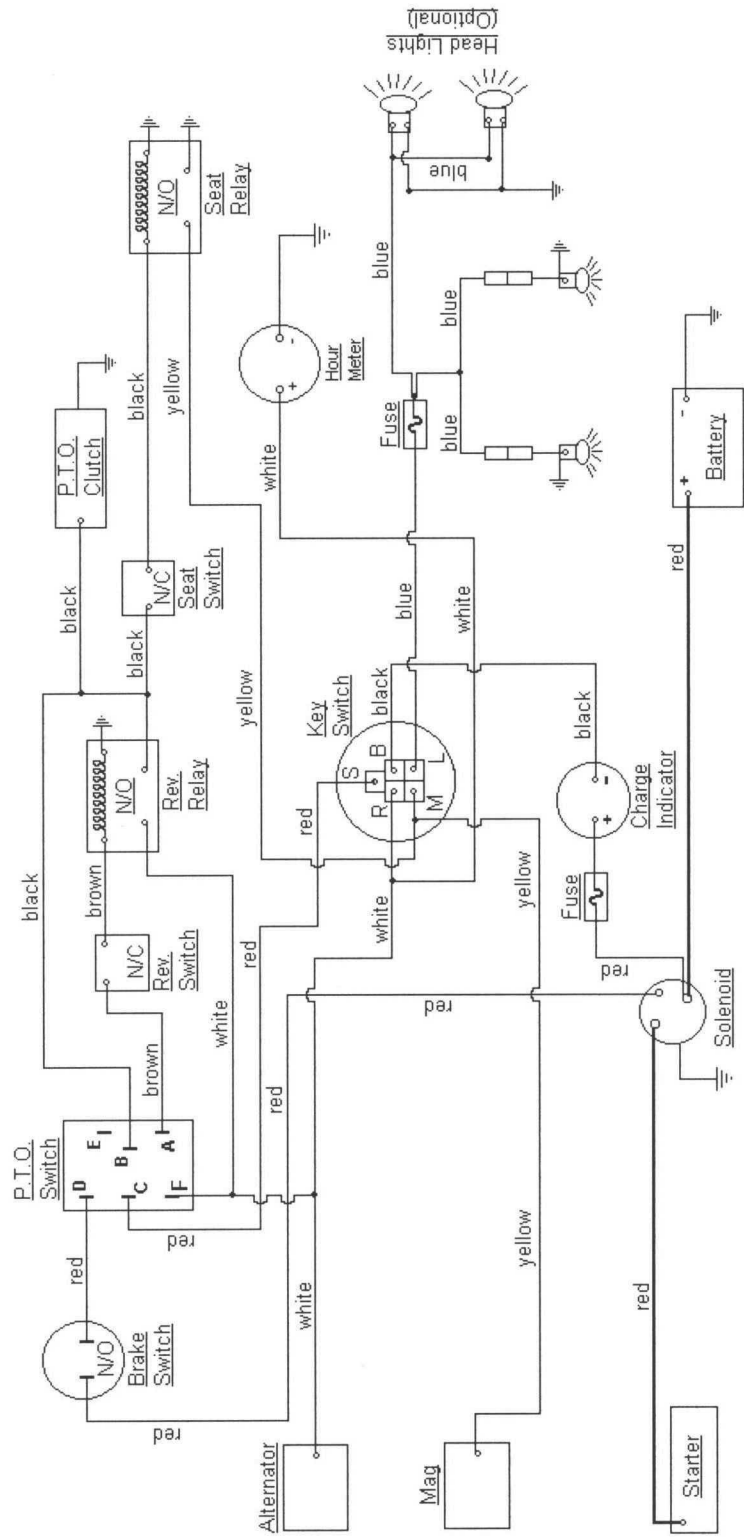 Head Lights
(Optional)
N/O
Seat
Relay
P.T.O.
Clutch
black
yellow
black
N/C
Seat
Switch
black
Hour
Meter
+
-
white
blue
blue
Fuse
blue
blue
blue
white
yellow
Key
Switch
black
S
B
R
L
M
N/O
Rev.
Relay
brown
black
N/C
Rev.
Switch
brown
white
red
red
white
yellow
black
+
-
Charge
Indicator
Fuse
red
+
-
Battery
red
Solenoid
red
red
P.T.O.
Switch
E
D
B
C
A
F
red
red
N/O
Brake
Switch
red
white
Alternator
Mag
yellow
red
Starter